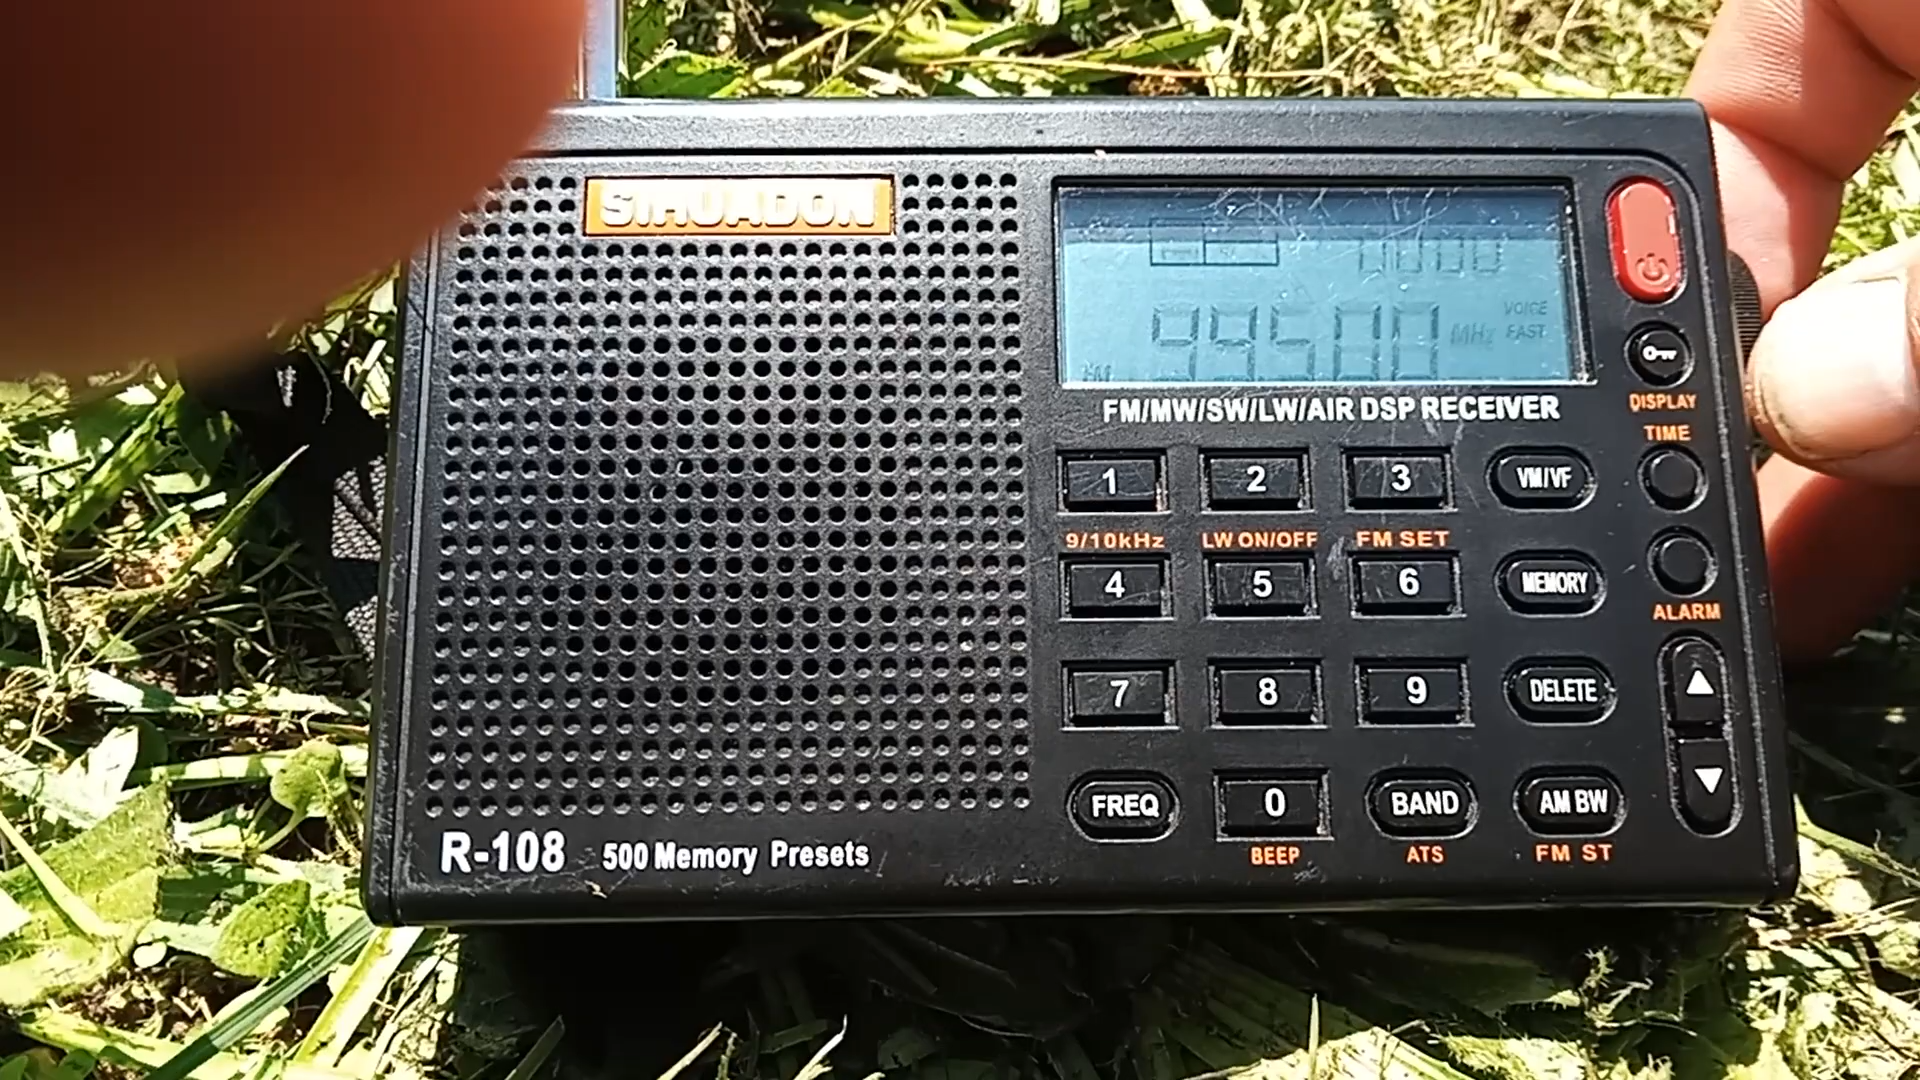 SIHUADON
99500 MHz
VOICE
FAST
FM
FM/MW/SW/LW/AIR DSP RECEIVER
DISPLAY
TIME
1 2 3 VM/VF
9/10kHz LW ON/OFF FM SET
4 5 6 MEMORY
ALARM
7 8 9 DELETE
FREQ 0 BAND AM BW
BEEP ATS FM ST
R-108 500 Memory Presets